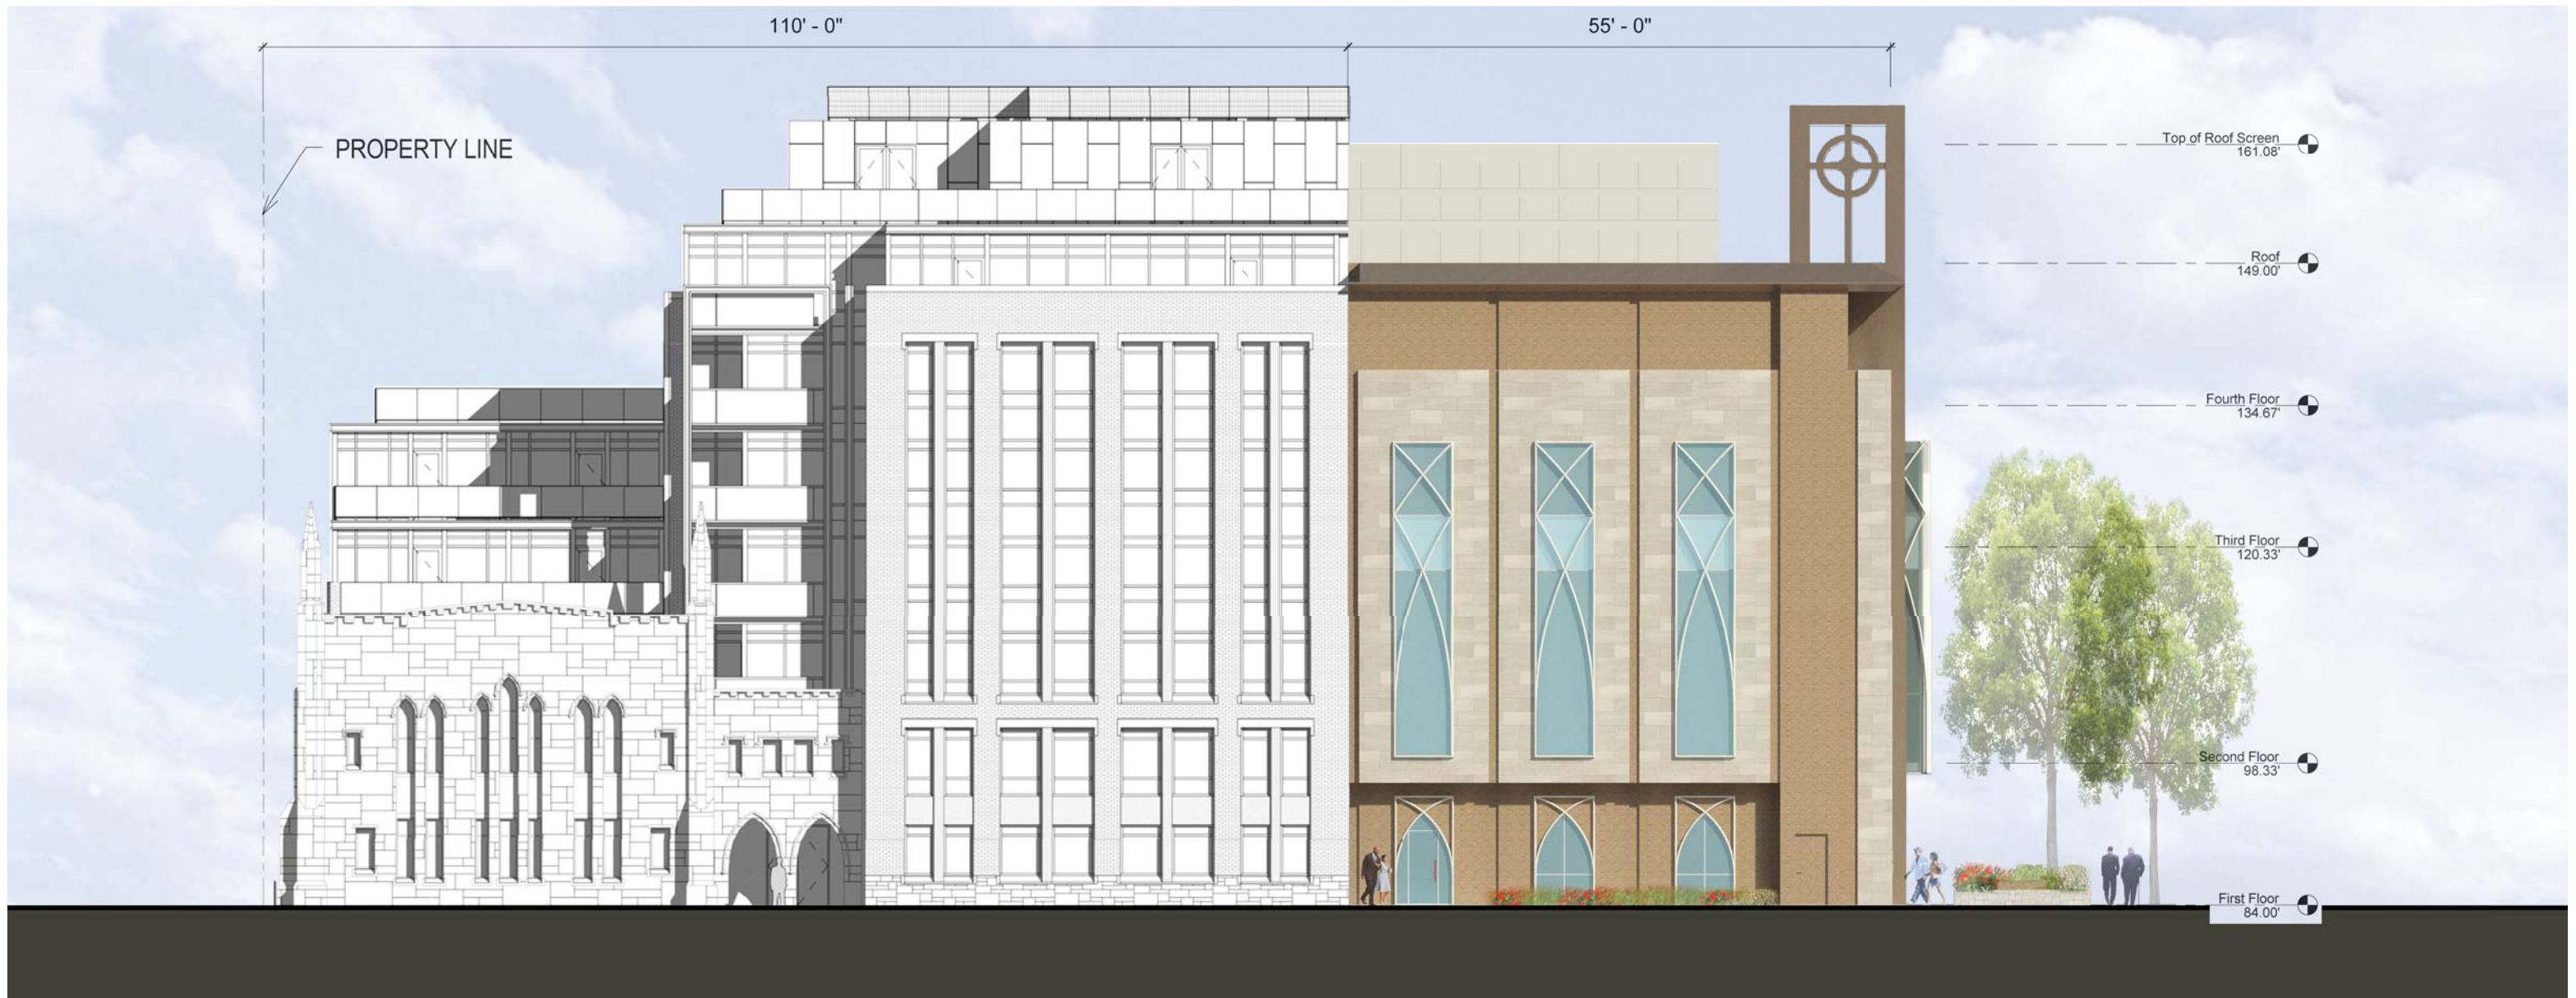 110' - 0"
55' - 0"
PROPERTY LINE
Top of Roof Screen
161.08'
Roof
149.00'
Fourth Floor
134.67'
Third Floor
120.33'
Second Floor
98.33'
First Floor
84.00'